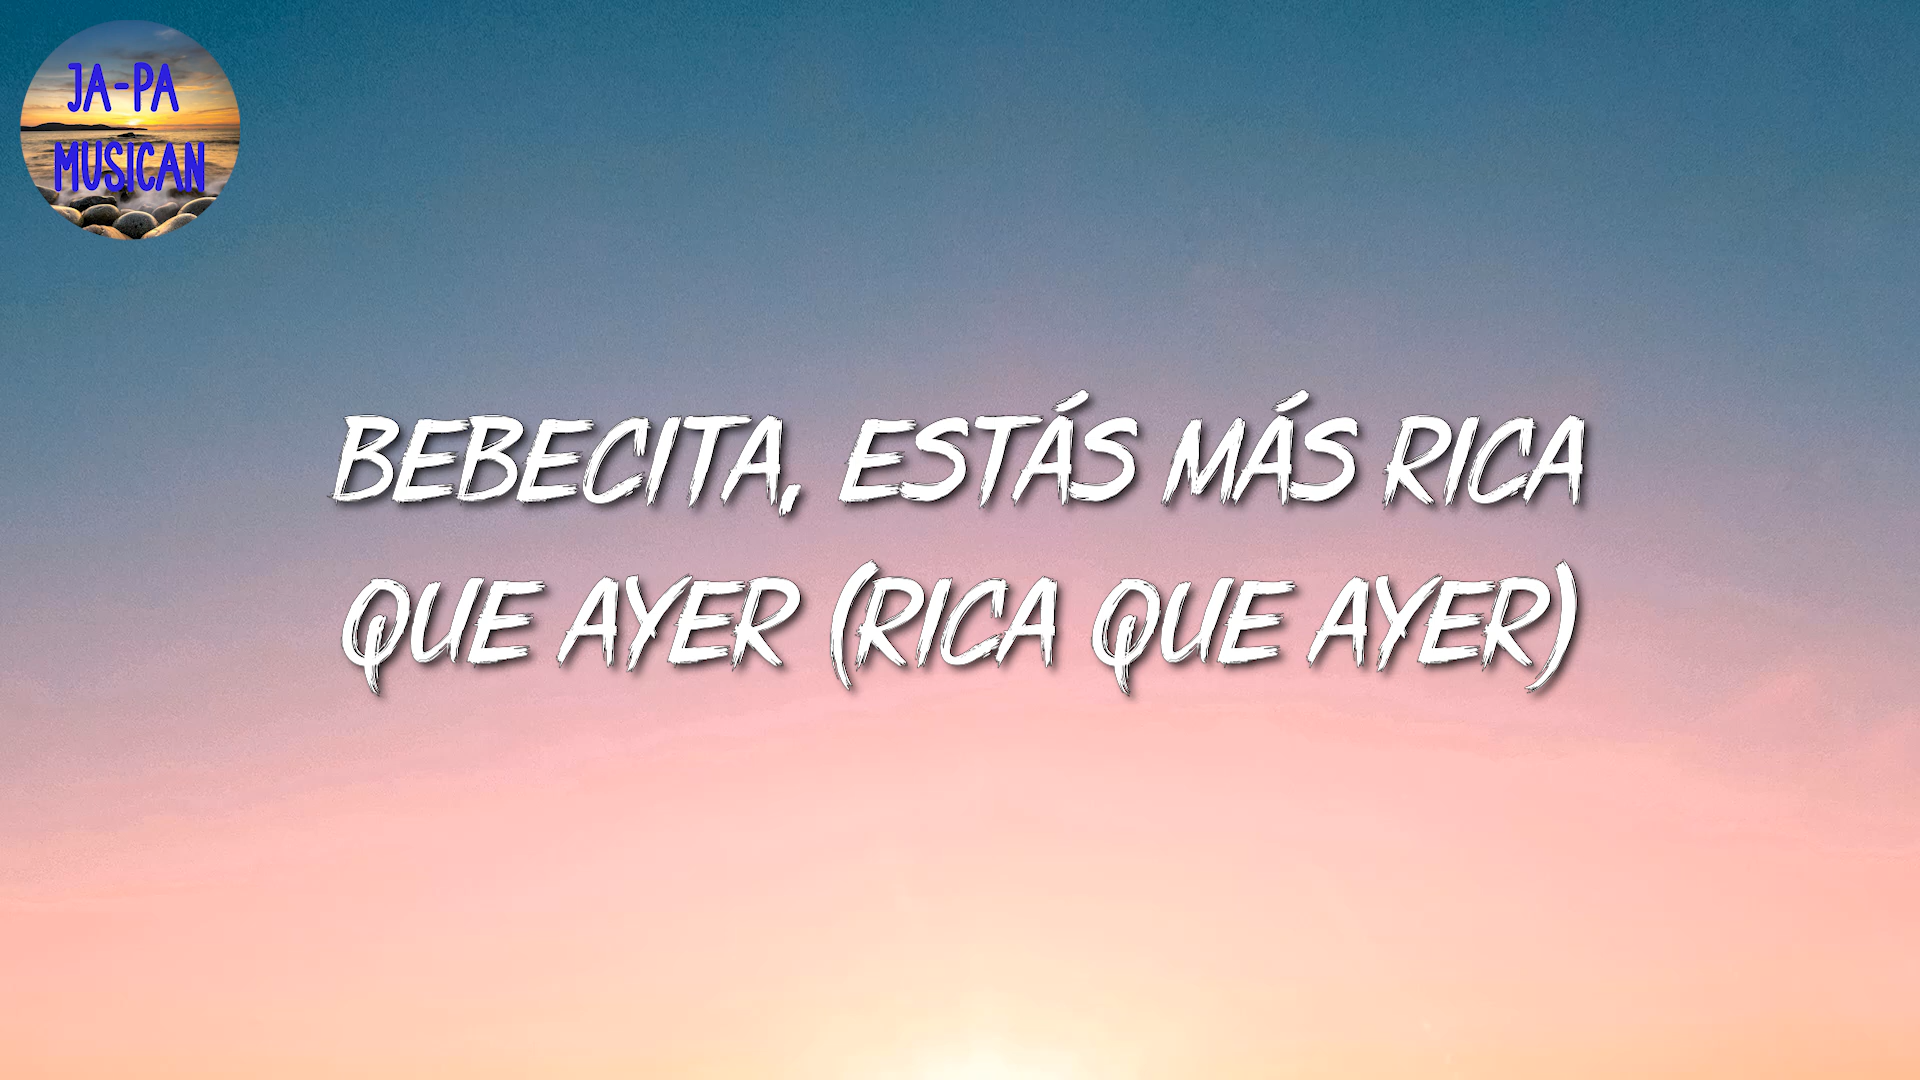 JA-PA
MUSICAN
BEBECITA, ESTÁS MÁS RICA
QUE AYER (RICA QUE AYER)